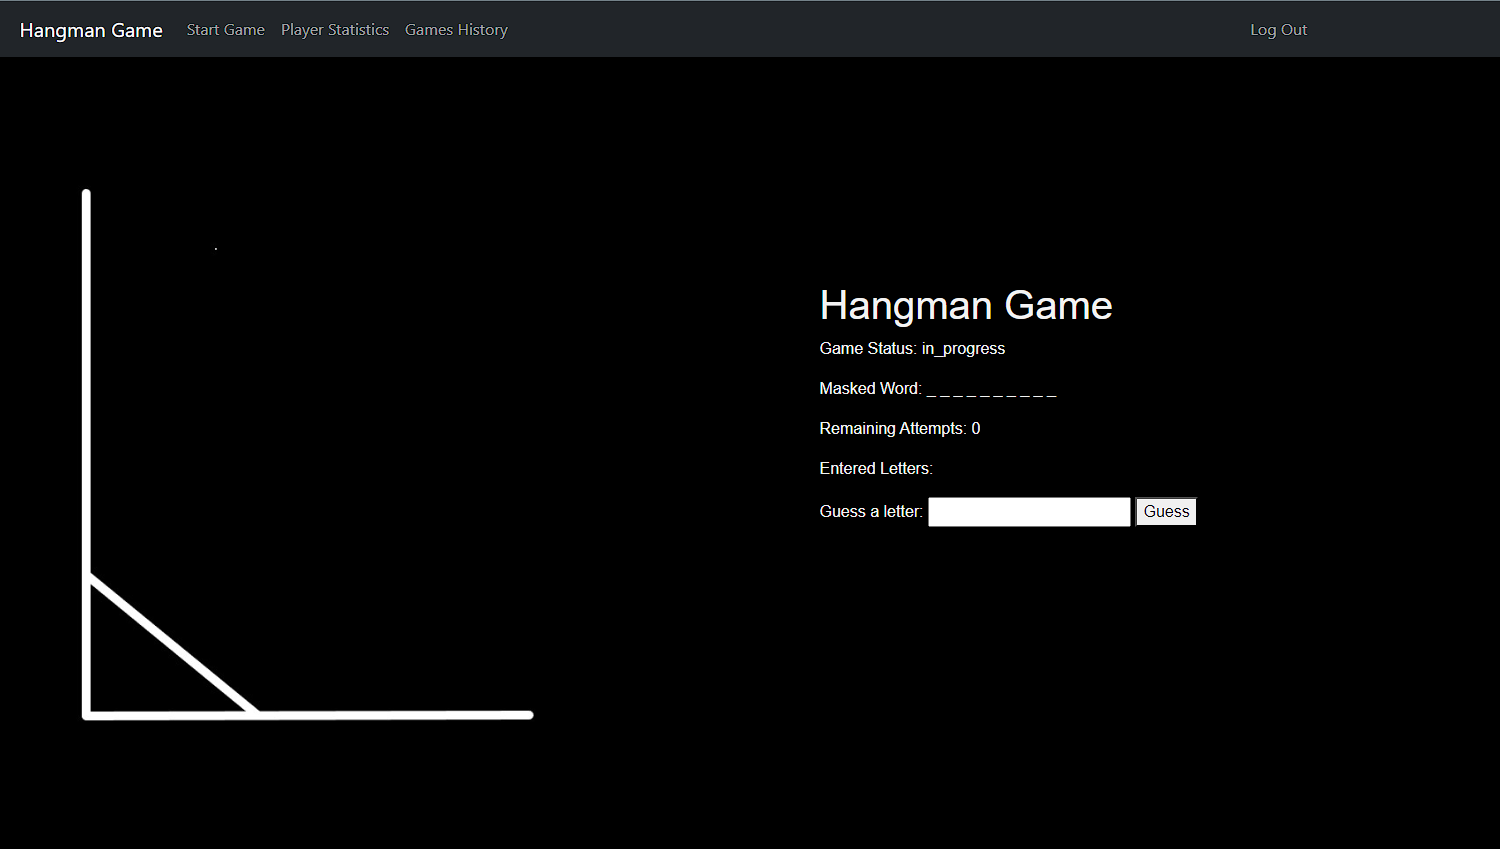 Hangman Game Start Game Player Statistics Games History Log Out
Hangman Game
Game Status: in_progress
Masked Word: _ _ _ _ _ _ _ _ _ _
Remaining Attempts: 0
Entered Letters:
Guess a letter: Guess